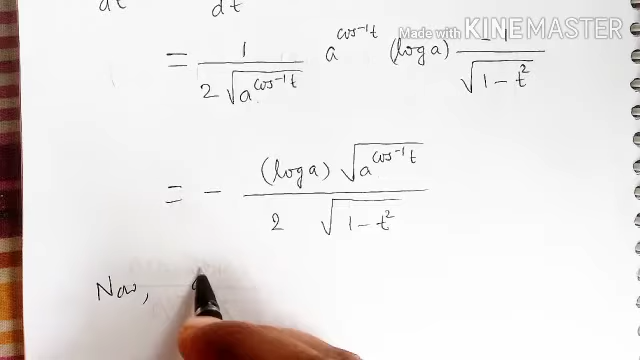 dt
Made with KINEMASTER
= 1 / (2 √(a^(cos⁻¹t))) a^(cos⁻¹t) (log a) -1 / √(1-t²)
= - (log a) √(a^(cos⁻¹t)) / (2 √(1-t²))
Now,